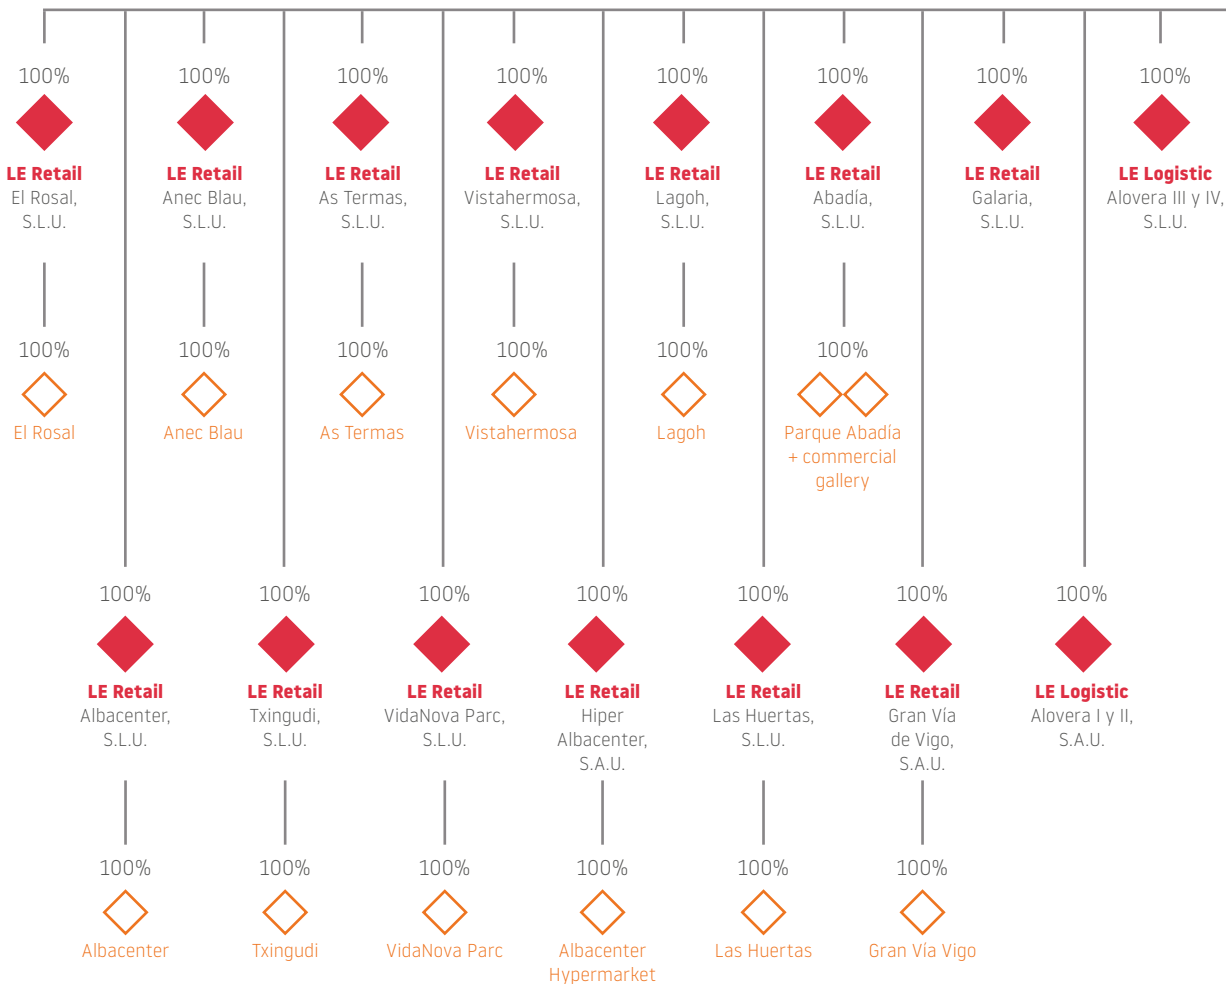 100%
LE Retail
El Rosal,
S.L.U.
100%
LE Retail
Anec Blau,
S.L.U.
100%
LE Retail
As Termas,
S.L.U.
100%
LE Retail
Vistahermosa,
S.L.U.
100%
LE Retail
Lagoh,
S.L.U.
100%
LE Retail
Abadía,
S.L.U.
100%
LE Retail
Galaria,
S.L.U.
100%
LE Logistic
Alovera III y IV,
S.L.U.
100%
El Rosal
100%
Anec Blau
100%
As Termas
100%
Vistahermosa
100%
Lagoh
100%
Parque Abadía
+ commercial
gallery
100%
LE Retail
Albacenter,
S.L.U.
100%
LE Retail
Txingudi,
S.L.U.
100%
LE Retail
VidaNova Parc,
S.L.U.
100%
LE Retail
Hiper
Albacenter,
S.A.U.
100%
LE Retail
Las Huertas,
S.L.U.
100%
LE Retail
Gran Vía
de Vigo,
S.A.U.
100%
LE Logistic
Alovera I y II,
S.A.U.
100%
Albacenter
100%
Txingudi
100%
VidaNova Parc
100%
Albacenter
Hypermarket
100%
Las Huertas
100%
Gran Vía Vigo